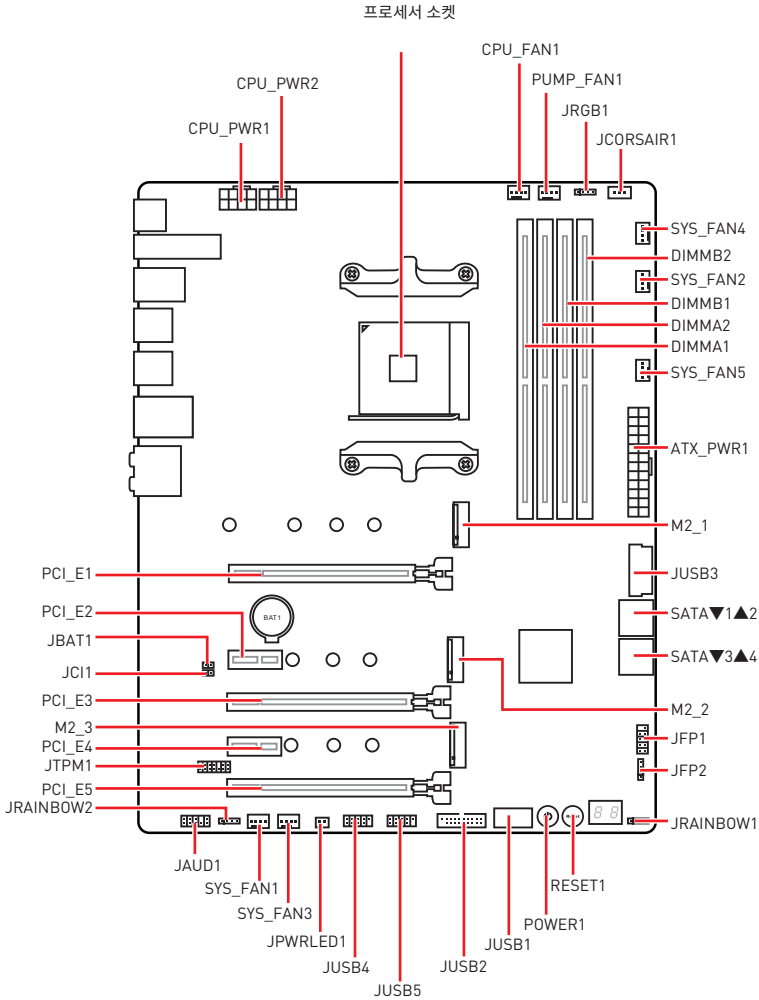 프로세서 소켓
CPU_FAN1
CPU_PWR2
PUMP_FAN1
JRGB1
CPU_PWR1
JCORSAIR1
SYS_FAN4
DIMMB2
SYS_FAN2
DIMMB1
DIMMA2
DIMMA1
SYS_FAN5
ATX_PWR1
M2_1
PCI_E1
JUSB3
PCI_E2
BAT1
SATA▼1▲2
JBAT1
SATA▼3▲4
JCI1
PCI_E3
M2_2
M2_3
JFP1
PCI_E4
JTPM1
JFP2
PCI_E5
JRAINBOW2
8 8
JRAINBOW1
JAUD1
SYS_FAN1
RESET1
SYS_FAN3
POWER1
JPWRLED1
JUSB1
JUSB4
JUSB2
JUSB5